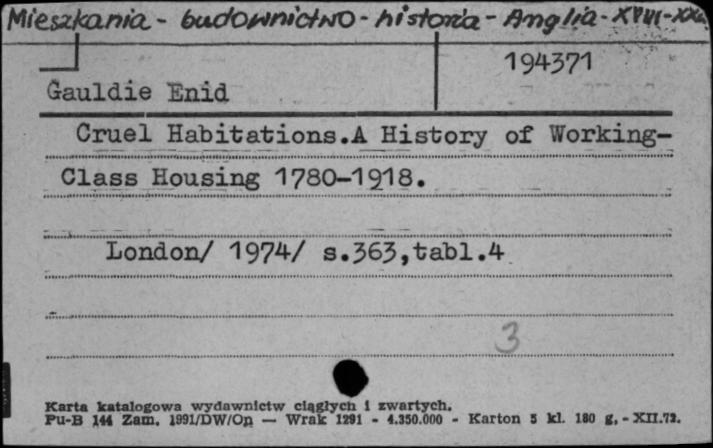 Mieszkania - budownictwo - historia - Anglia - XVIII-XXw.
194371
Gauldie Enid
Cruel Habitations.A History of Working-
Class Housing 1780-1918.
London/ 1974/ s.363,tabl.4
3
Karta katalogowa wydawnictw ciągłych i zwartych.
Pu-B 144 Zam. 1991/DW/Op — Wrak 1291 - 4.350.000 - Karton 5 kl. 180 g. - XII.72.